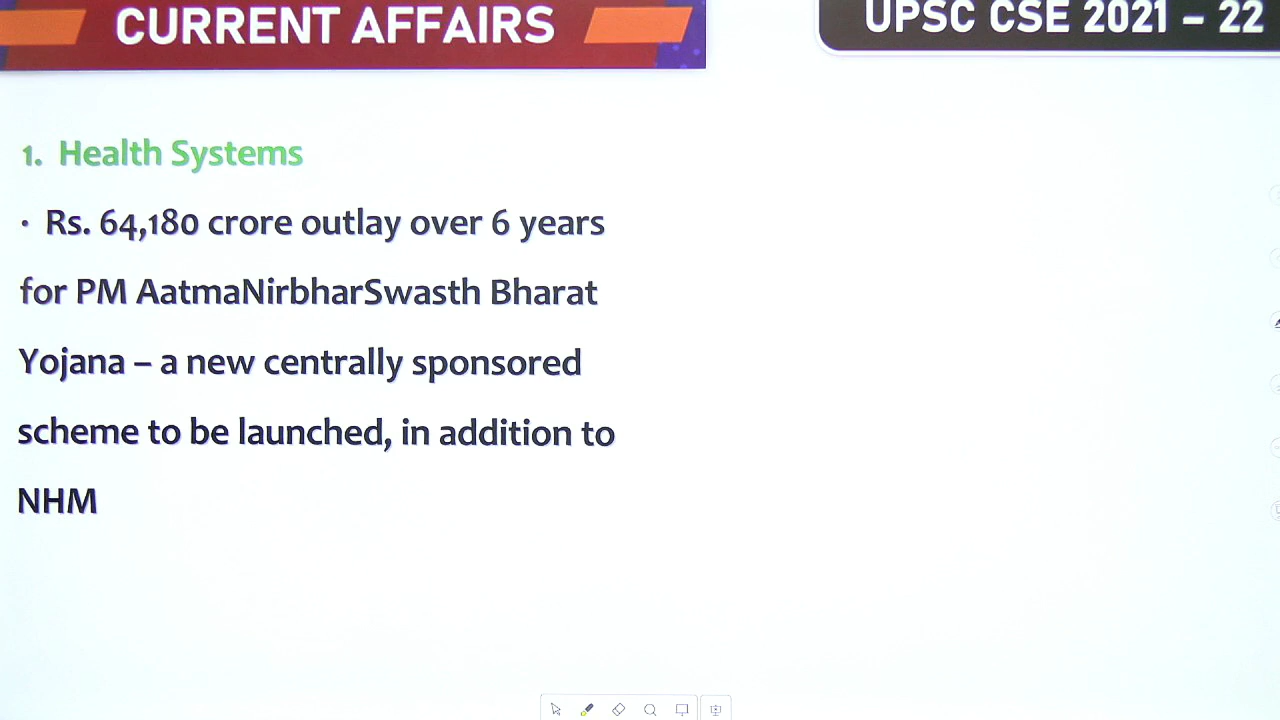 CURRENT AFFAIRS
UPSC CSE 2021 – 22
1. Health Systems
· Rs. 64,180 crore outlay over 6 years
for PM AatmaNirbharSwasth Bharat
Yojana – a new centrally sponsored
scheme to be launched, in addition to
NHM